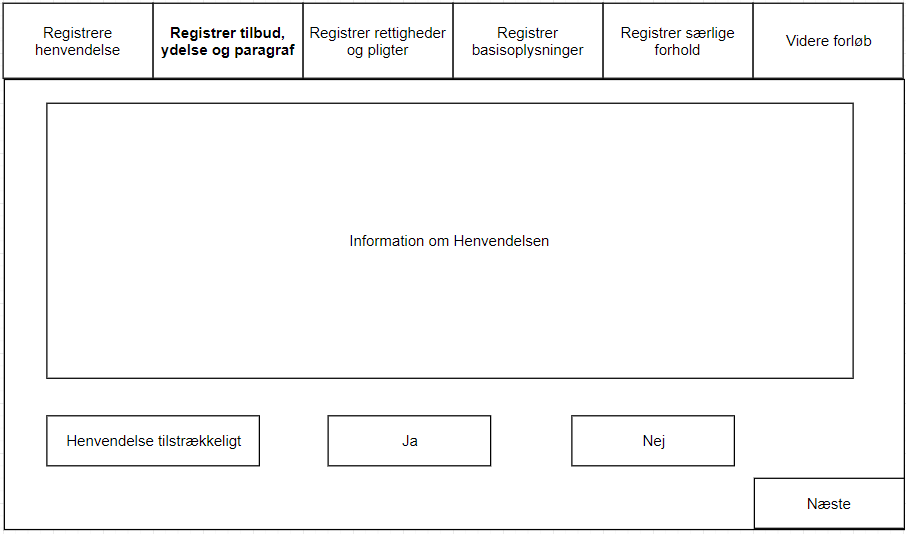 Registrere
henvendelse
Registrer tilbud,
ydelse og paragraf
Registrer rettigheder
og pligter
Registrer
basisoplysninger
Registrer særlige
forhold
Videre forløb
Information om Henvendelsen
Henvendelse tilstrækkeligt
Ja
Nej
Næste